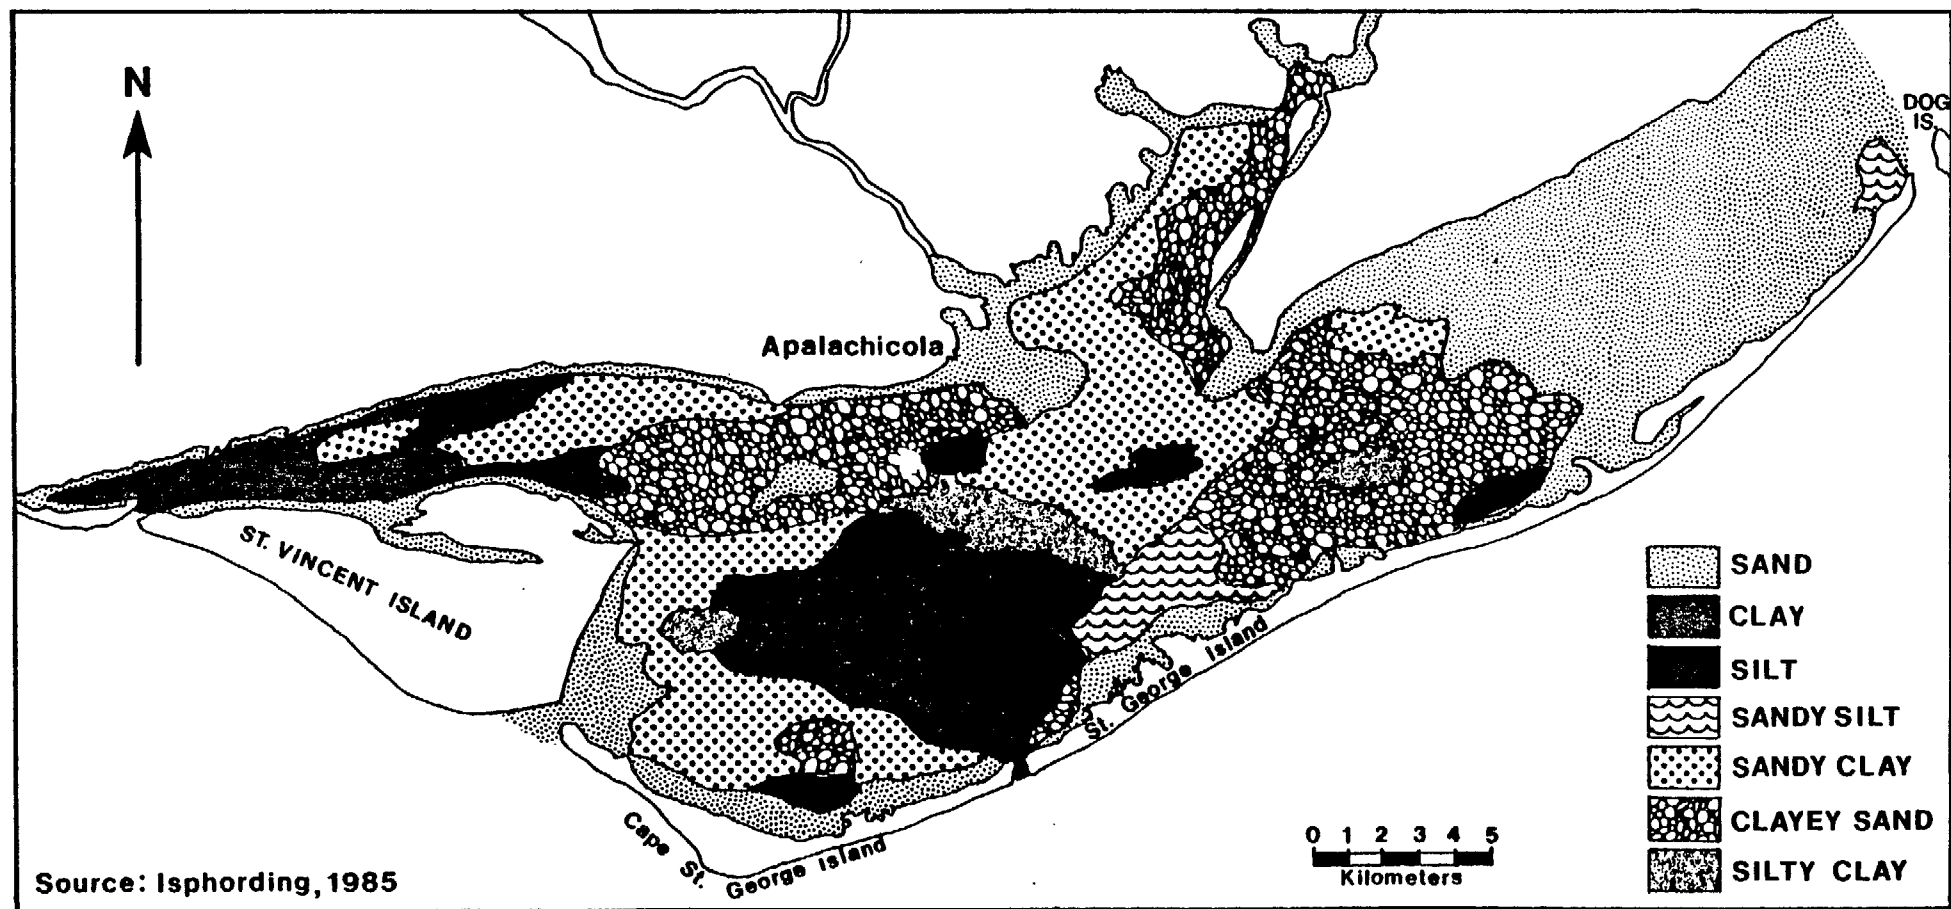 N
DOG
IS.
Apalachicola
ST. VINCENT ISLAND
St. George Island
Cape St. George Island
SAND
CLAY
SILT
SANDY SILT
SANDY CLAY
CLAYEY SAND
SILTY CLAY
0 1 2 3 4 5
Kilometers
Source: Isphording, 1985